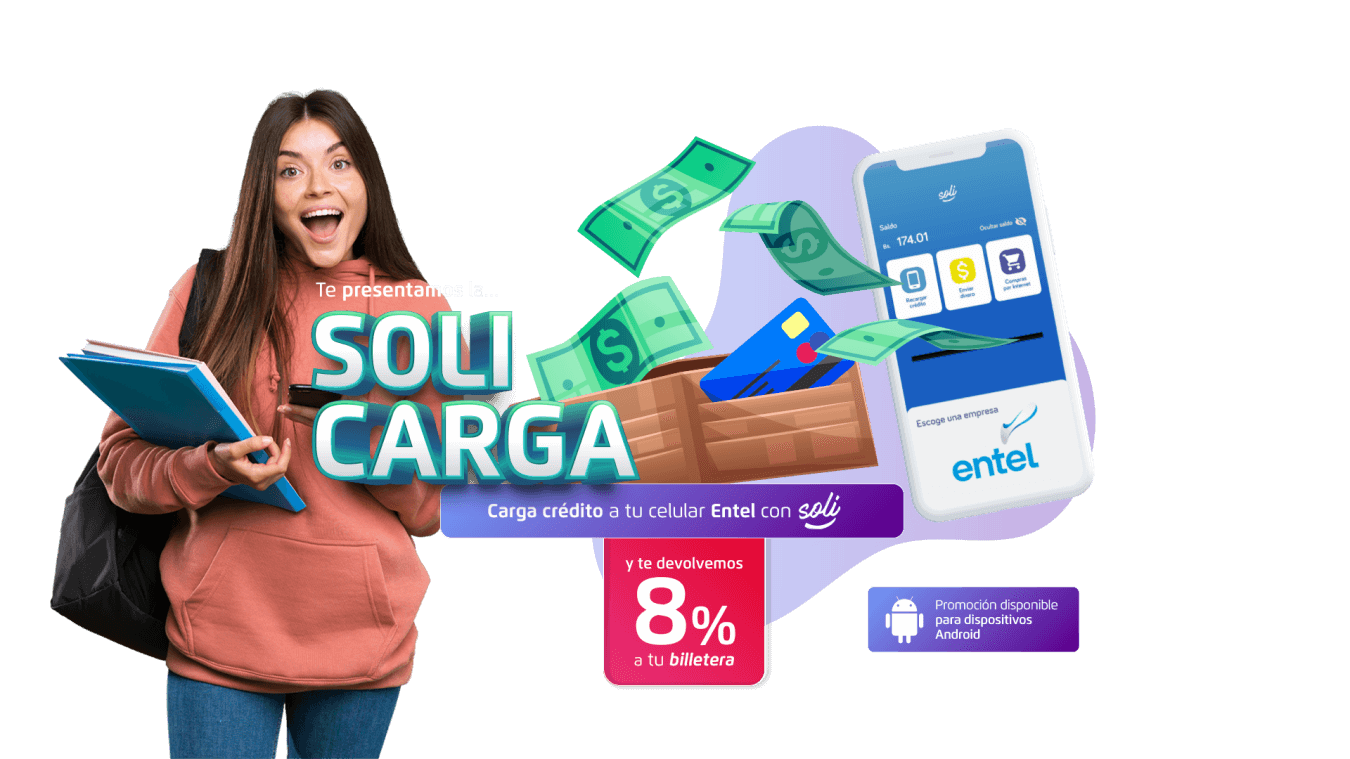 Te presentamos la...
SOLI
CARGA
Carga crédito a tu celular Entel con soli
y te devolvemos
8%
a tu billetera
soli
Saldo
Ocultar saldo
Bs. 174.01
Recargar
crédito
Enviar
dinero
Compras
por Internet
Escoge una empresa
entel
Promoción disponible
para dispositivos
Android